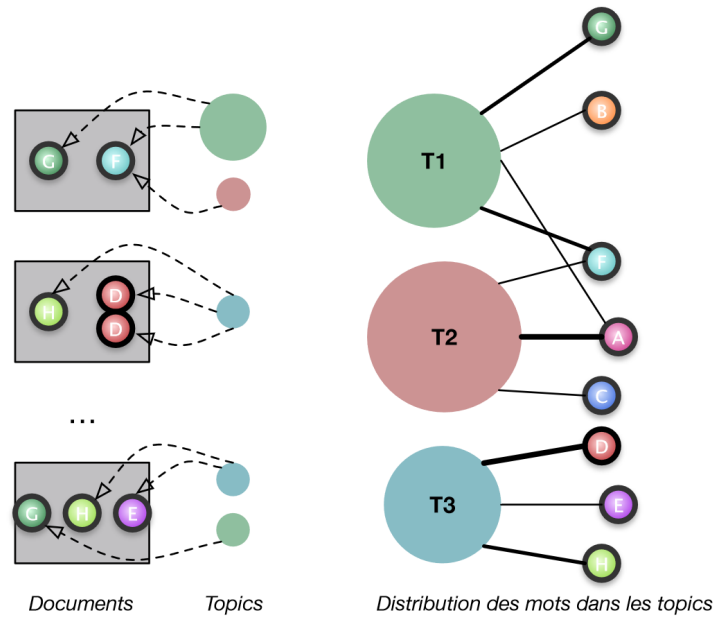 G
B
G
F
T1
F
H
D
D
T2
A
C
...
D
T3
E
G
H
E
H
Documents
Topics
Distribution des mots dans les topics